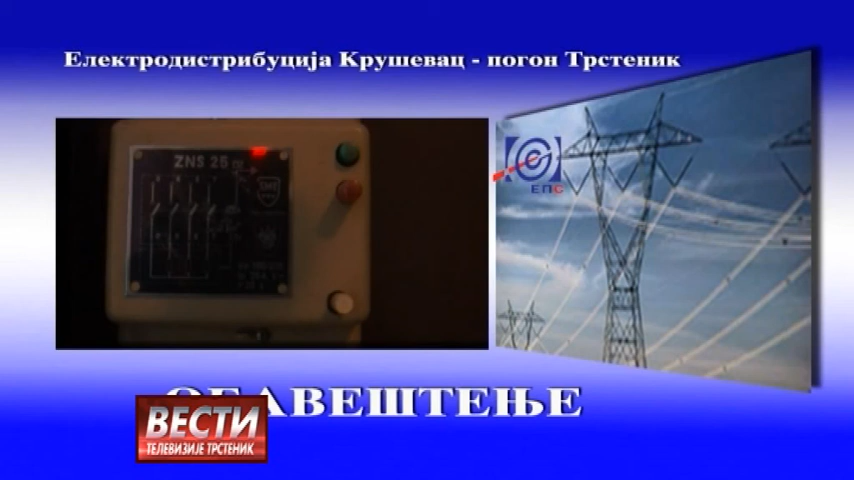 Електродистрибуција Крушевац - погон Трстеник
ZNS 25
ЕПС
ОБАВЕШТЕЊЕ
ВЕСТИ
ТЕЛЕВИЗИЈЕ ТРСТЕНИК